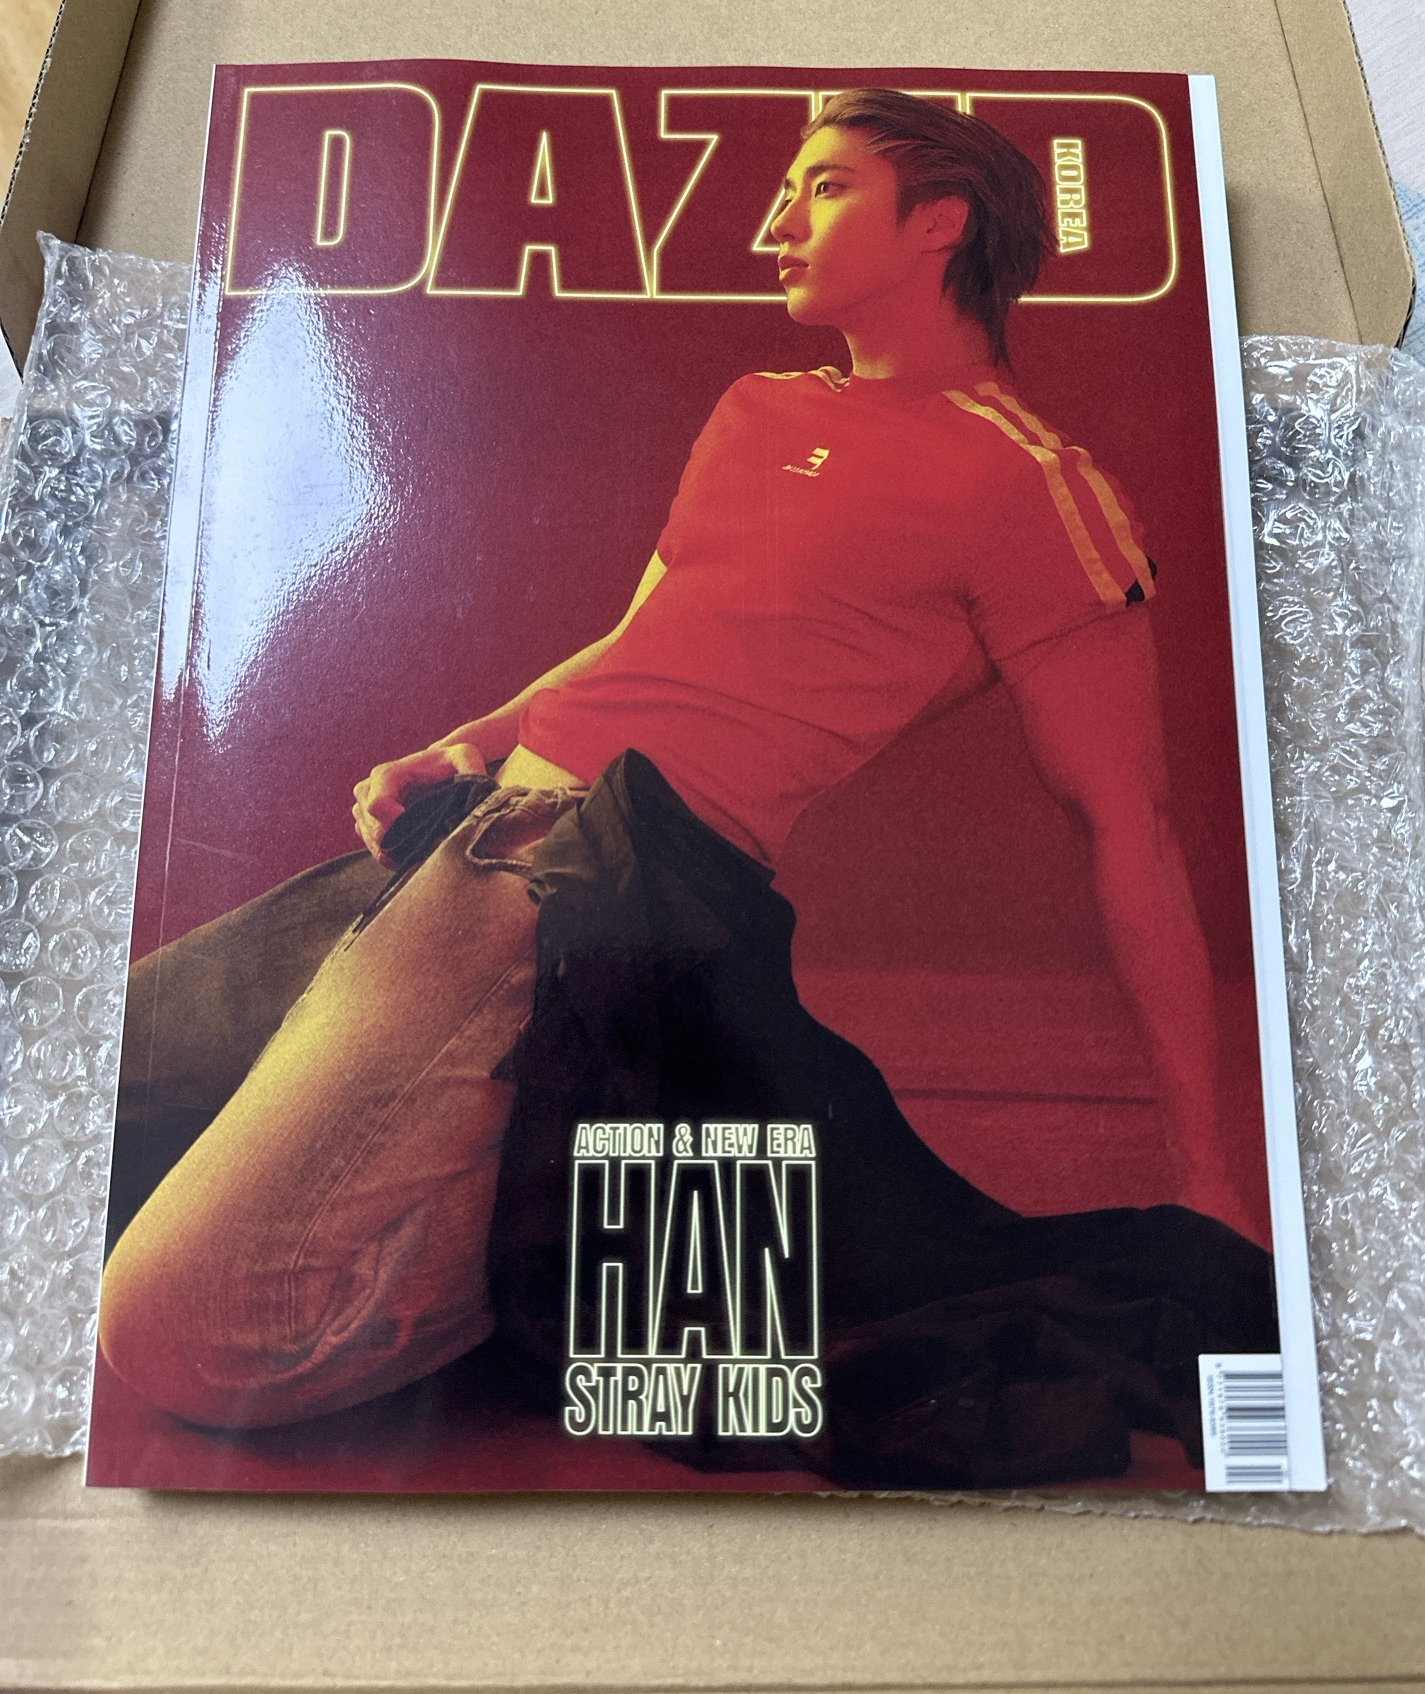 DAZED
KOREA
ACTION & NEW ERA
HAN
STRAY KIDS